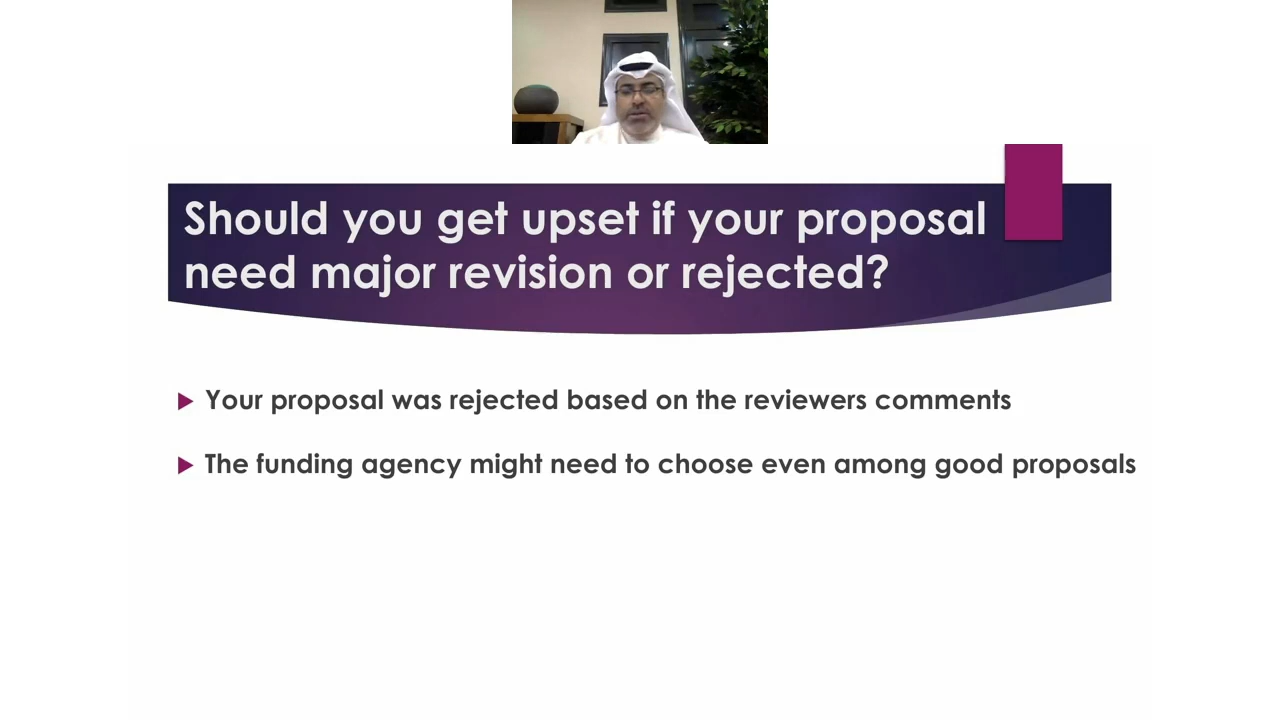 Should you get upset if your proposal
need major revision or rejected?
Your proposal was rejected based on the reviewers comments
The funding agency might need to choose even among good proposals